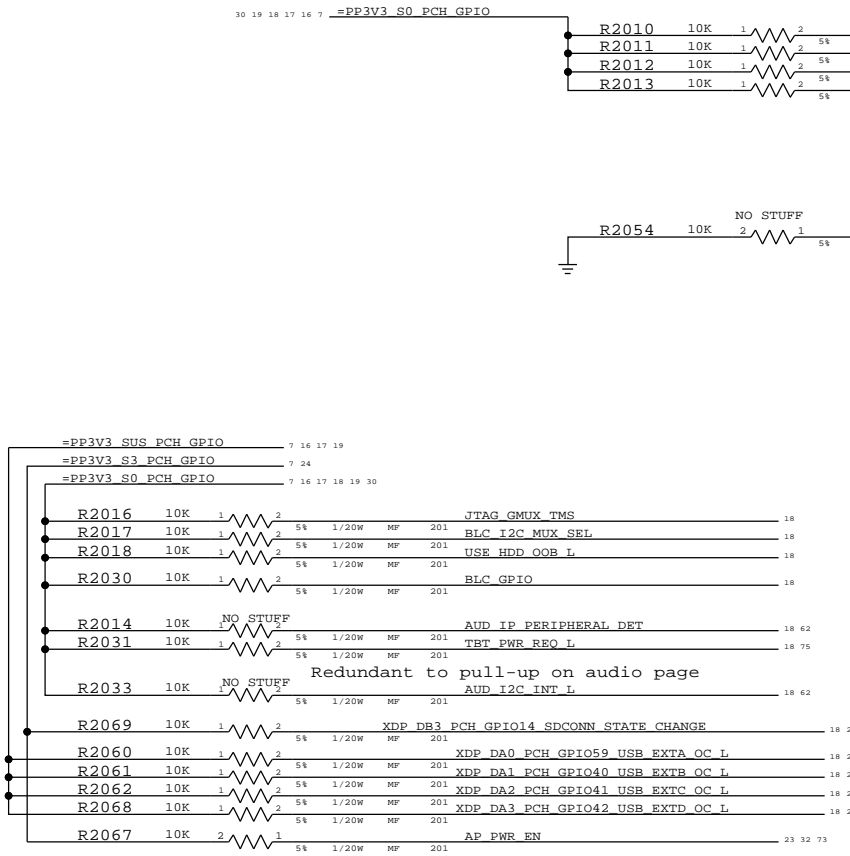 30 19 18 17 16 7 =PP3V3_S0_PCH_GPIO
R2010 10K 1 2 5%
R2011 10K 1 2 5%
R2012 10K 1 2 5%
R2013 10K 1 2 5%
NO STUFF
R2054 10K 2 1 5%
=PP3V3_SUS_PCH_GPIO 7 16 17 19
=PP3V3_S3_PCH_GPIO 7 24
=PP3V3_S0_PCH_GPIO 7 16 17 18 19 30
R2016 10K 1 2 5% 1/20W MF 201 JTAG_GMUX_TMS 18
R2017 10K 1 2 5% 1/20W MF 201 BLC_I2C_MUX_SEL 18
R2018 10K 1 2 5% 1/20W MF 201 USE_HDD_OOB_L 18
R2030 10K 1 2 5% 1/20W MF 201 BLC_GPIO 18
NO STUFF
R2014 10K 1 2 5% 1/20W MF 201 AUD_IP_PERIPHERAL_DET 18 62
R2031 10K 1 2 5% 1/20W MF 201 TBT_PWR_REQ_L 18 75
Redundant to pull-up on audio page
NO STUFF
R2033 10K 1 2 5% 1/20W MF 201 AUD_I2C_INT_L 18 62
R2069 10K 1 2 5% 1/20W MF 201 XDP_DB3_PCH_GPIO14_SDCONN_STATE_CHANGE 18 2
R2060 10K 1 2 5% 1/20W MF 201 XDP_DA0_PCH_GPIO59_USB_EXTA_OC_L 18 2
R2061 10K 1 2 5% 1/20W MF 201 XDP_DA1_PCH_GPIO40_USB_EXTB_OC_L 18 2
R2062 10K 1 2 5% 1/20W MF 201 XDP_DA2_PCH_GPIO41_USB_EXTC_OC_L 18 2
R2068 10K 1 2 5% 1/20W MF 201 XDP_DA3_PCH_GPIO42_USB_EXTD_OC_L 18 2
R2067 10K 2 1 5% 1/20W MF 201 AP_PWR_EN 23 32 73